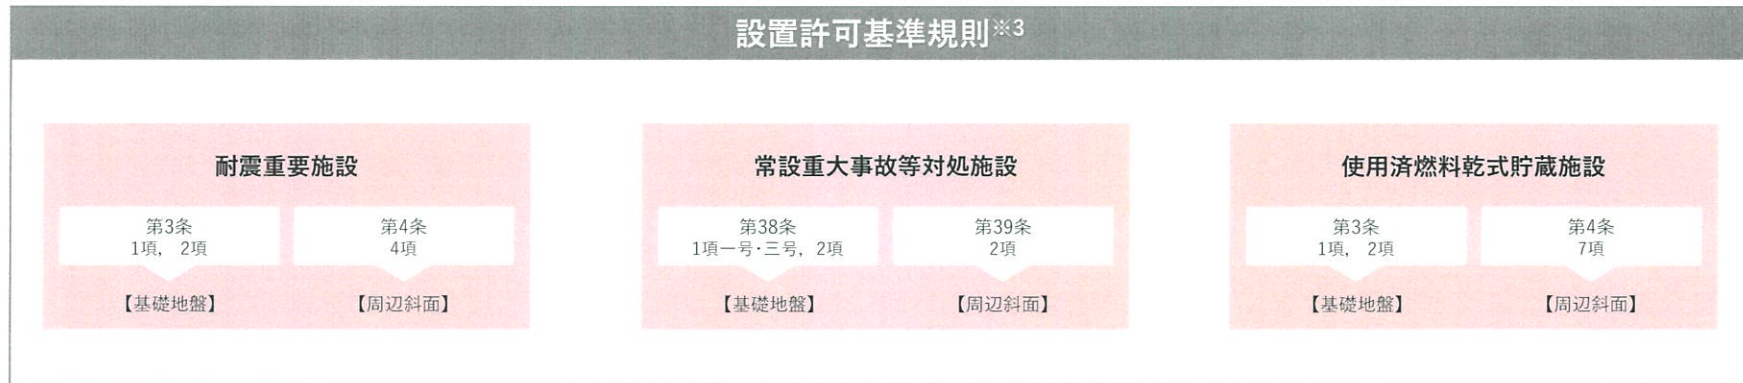 設置許可基準規則※3
耐震重要施設
第3条
1項, 2項
【基礎地盤】
第4条
4項
【周辺斜面】
常設重大事故等対処施設
第38条
1項一号・三号, 2項
【基礎地盤】
第39条
2項
【周辺斜面】
使用済燃料乾式貯蔵施設
第3条
1項, 2項
【基礎地盤】
第4条
7項
【周辺斜面】